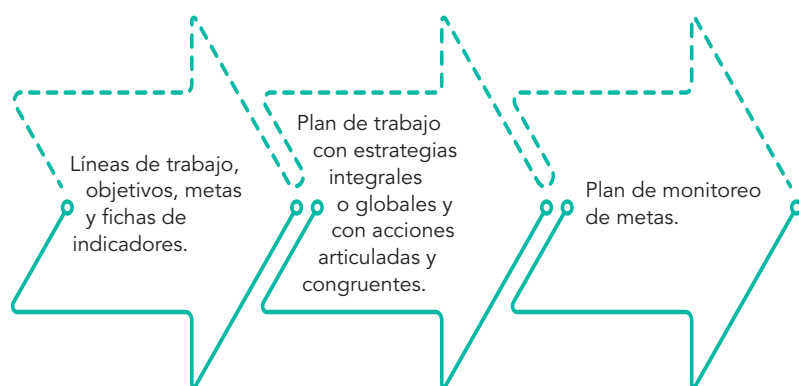 Líneas de trabajo,
objetivos, metas
y fichas de
indicadores.
Plan de trabajo
con estrategias
integrales
o globales y
con acciones
articuladas y
congruentes.
Plan de monitoreo
de metas.